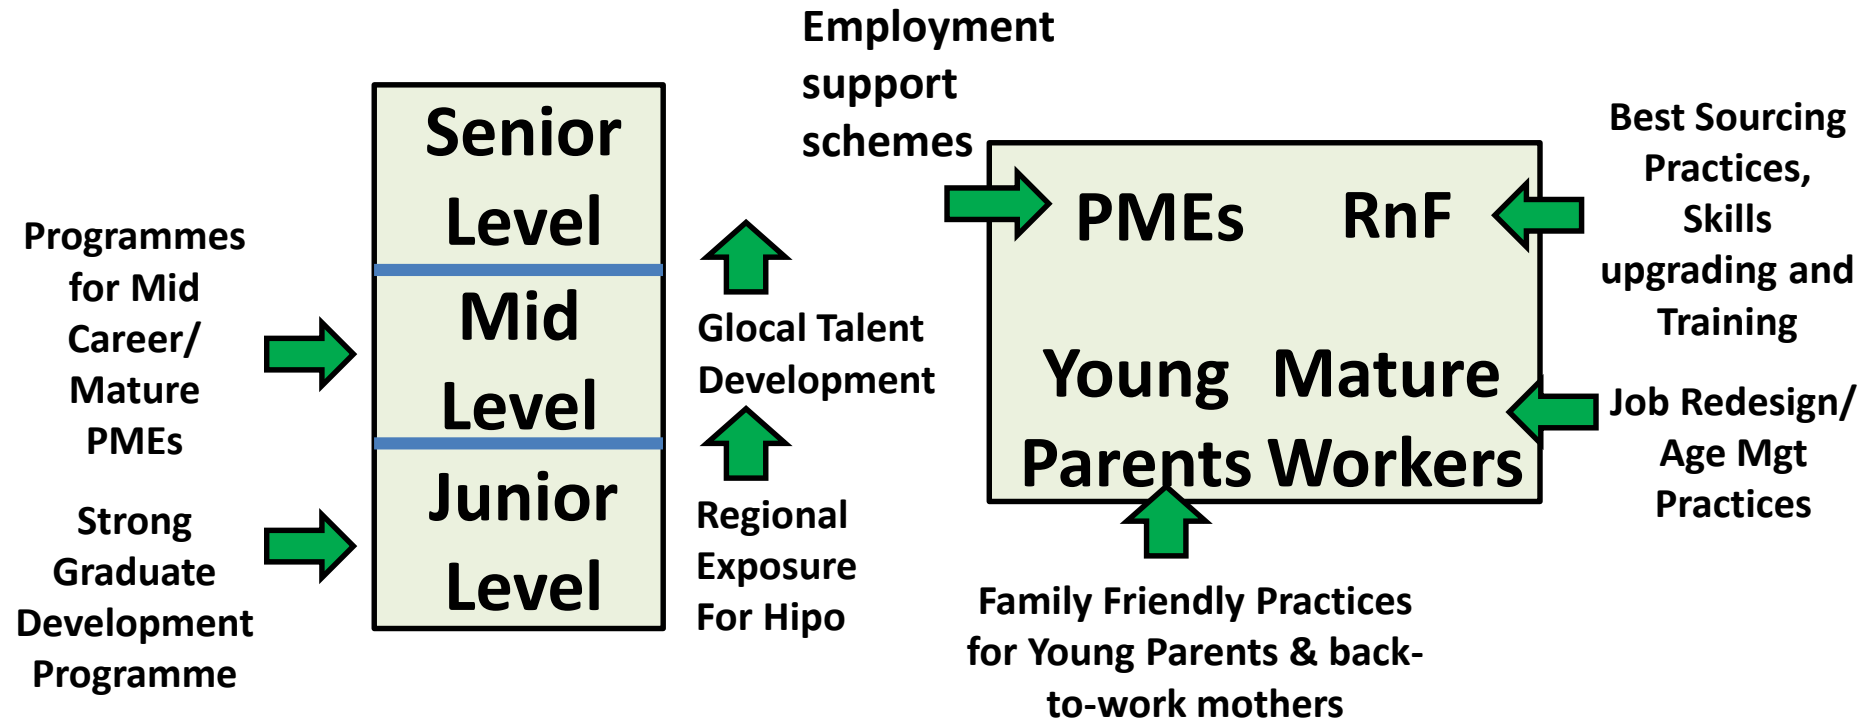 Programmes
for Mid
Career/
Mature
PMEs
Strong
Graduate
Development
Programme
Senior
Level
Mid
Level
Junior
Level
Glocal Talent
Development
Regional
Exposure
For Hipo
Employment
support
schemes
PMEs RnF
Young Mature
Parents Workers
Best Sourcing
Practices,
Skills
upgrading and
Training
Job Redesign/
Age Mgt
Practices
Family Friendly Practices
for Young Parents & back-
to-work mothers